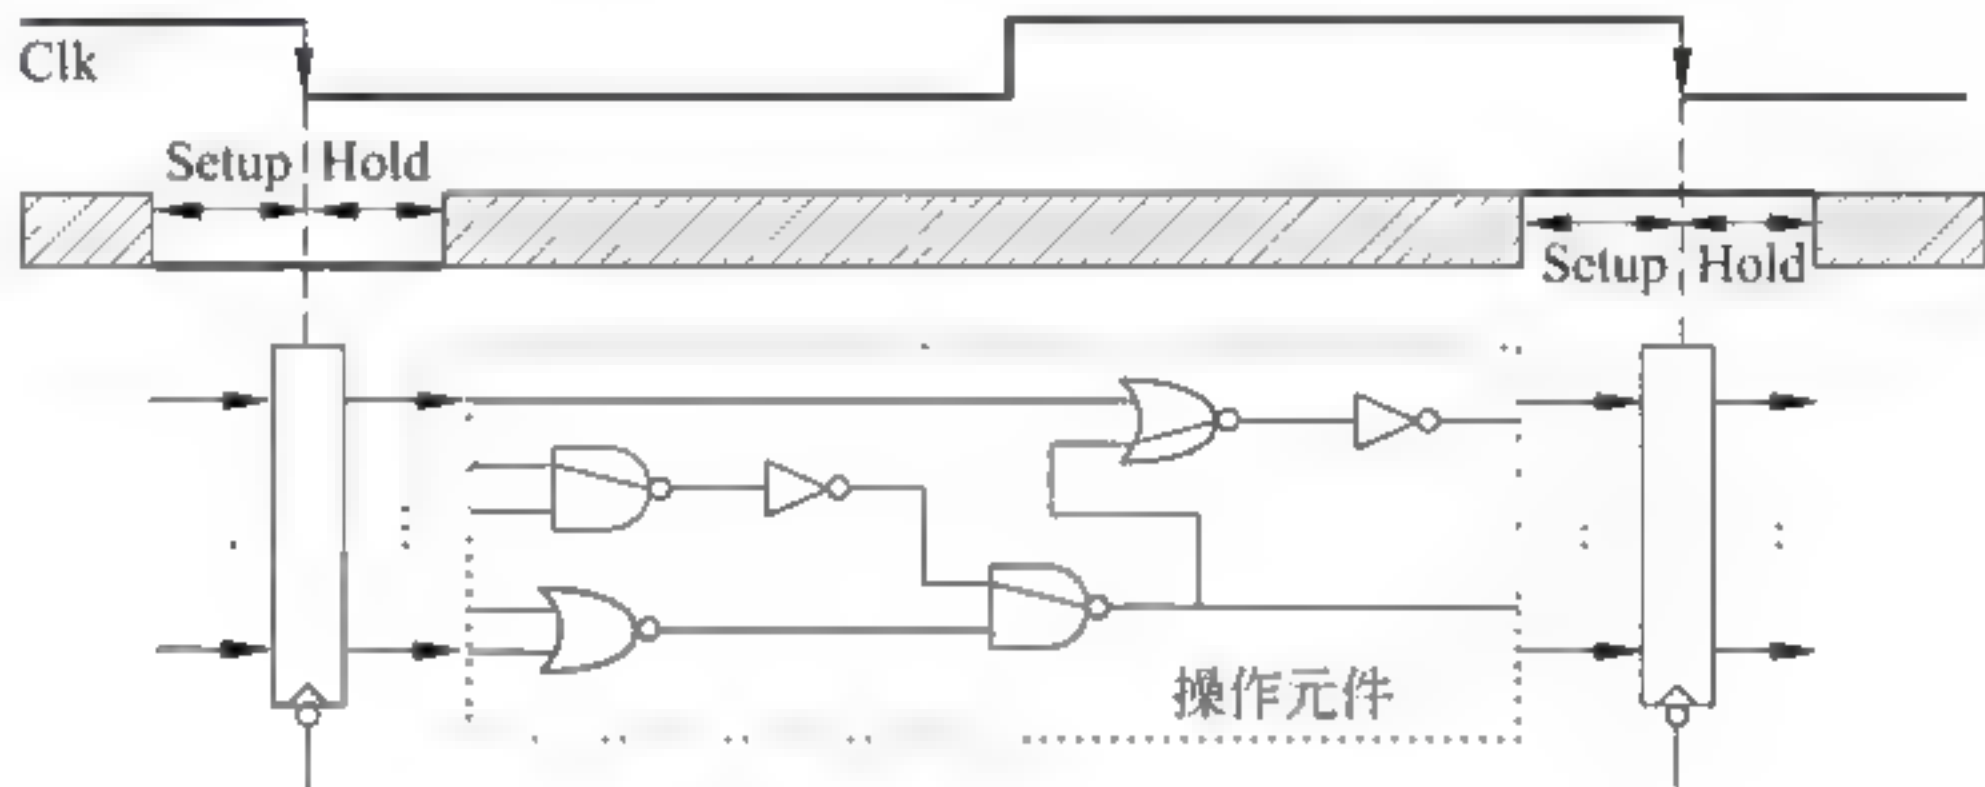 Clk
Setup Hold
Setup Hold
操作元件